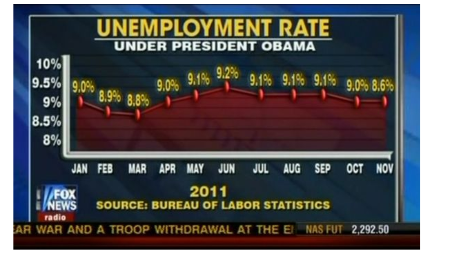 UNEMPLOYMENT RATE
UNDER PRESIDENT OBAMA
10%
9.5%
9%
8.5%
8%
9.0% 8.9% 8.8% 9.0% 9.1% 9.2% 9.1% 9.1% 9.1% 9.0% 8.6%
JAN FEB MAR APR MAY JUN JUL AUG SEP OCT NOV
2011
SOURCE: BUREAU OF LABOR STATISTICS
FOX
NEWS
radio
EAR WAR AND A TROOP WITHDRAWAL AT THE E NAS FUT 2,292.50